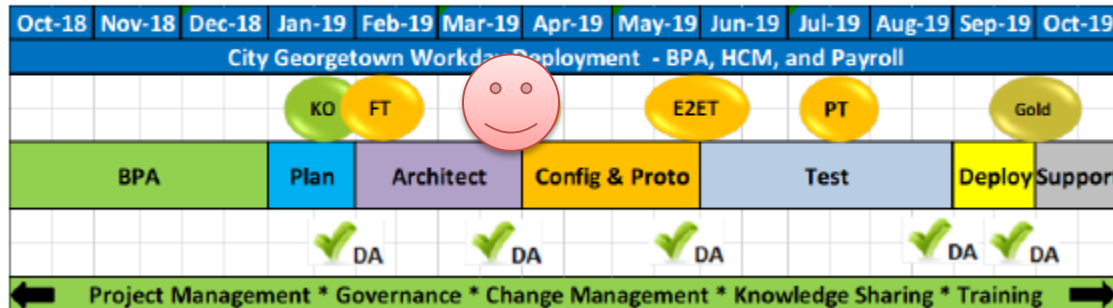 Oct-18 Nov-18 Dec-18 Jan-19 Feb-19 Mar-19 Apr-19 May-19 Jun-19 Jul-19 Aug-19 Sep-19 Oct-19
City Georgetown Workday Deployment - BPA, HCM, and Payroll
KO FT E2ET PT Gold
BPA Plan Architect Config & Proto Test Deploy Suppor
DA DA DA DA DA
Project Management * Governance * Change Management * Knowledge Sharing * Training